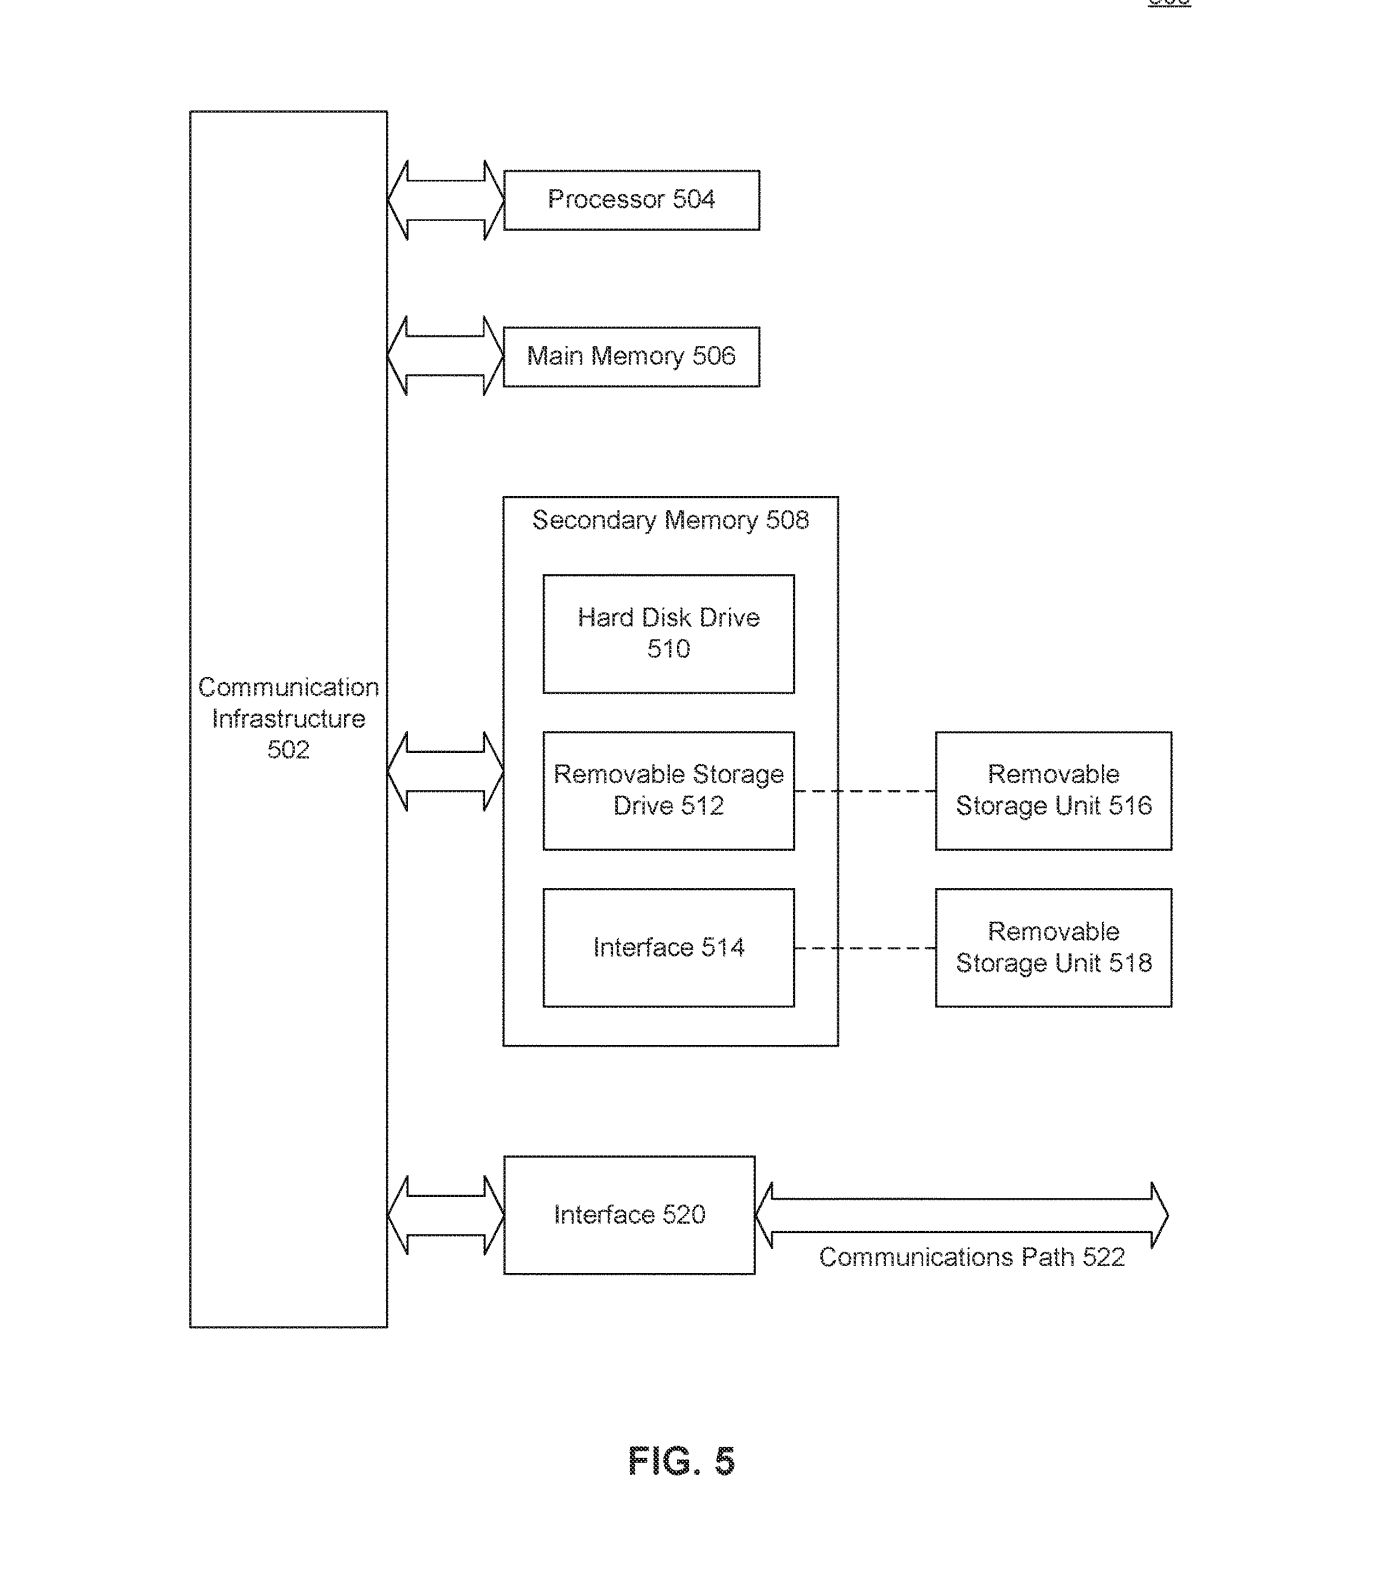 Processor 504
Main Memory 506
Secondary Memory 508
Hard Disk Drive
510
Communication
Infrastructure
502
Removable Storage
Drive 512
Removable
Storage Unit 516
Interface 514
Removable
Storage Unit 518
Interface 520
Communications Path 522
FIG. 5